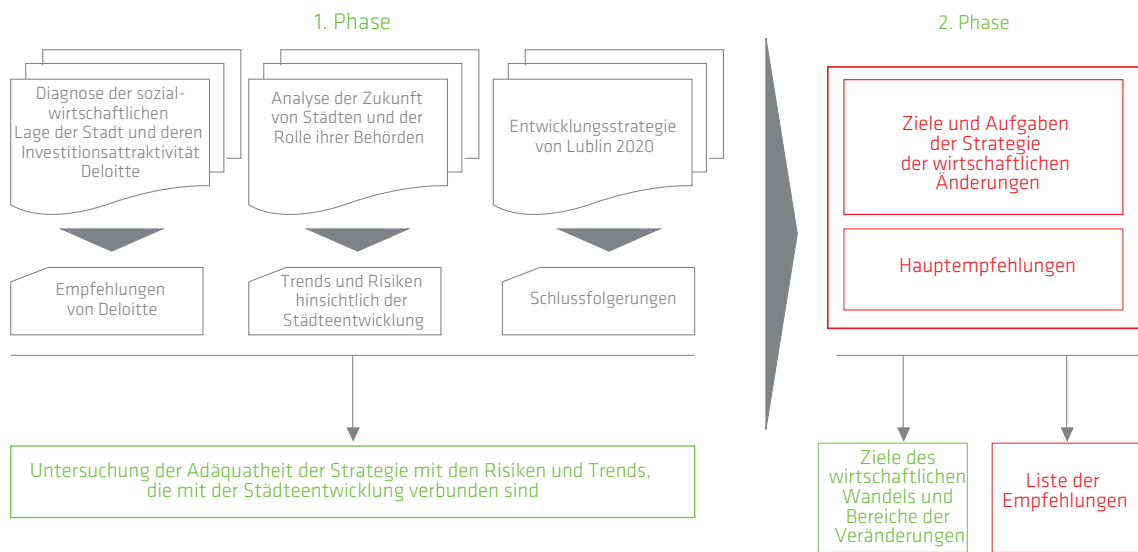 1. Phase
Diagnose der sozial-
wirtschaftlichen
Lage der Stadt und deren
Investitionsattraktivität
Deloitte
Analyse der Zukunft
von Städten und der
Rolle ihrer Behörden
Entwicklungsstrategie
von Lublin 2020
Empfehlungen
von Deloitte
Trends und Risiken
hinsichtlich der
Städteentwicklung
Schlussfolgerungen
Untersuchung der Adäquatheit der Strategie mit den Risiken und Trends,
die mit der Städteentwicklung verbunden sind
2. Phase
Ziele und Aufgaben
der Strategie
der wirtschaftlichen
Änderungen
Hauptempfehlungen
Ziele des
wirtschaftlichen
Wandels und
Bereiche der
Veränderungen
Liste der
Empfehlungen